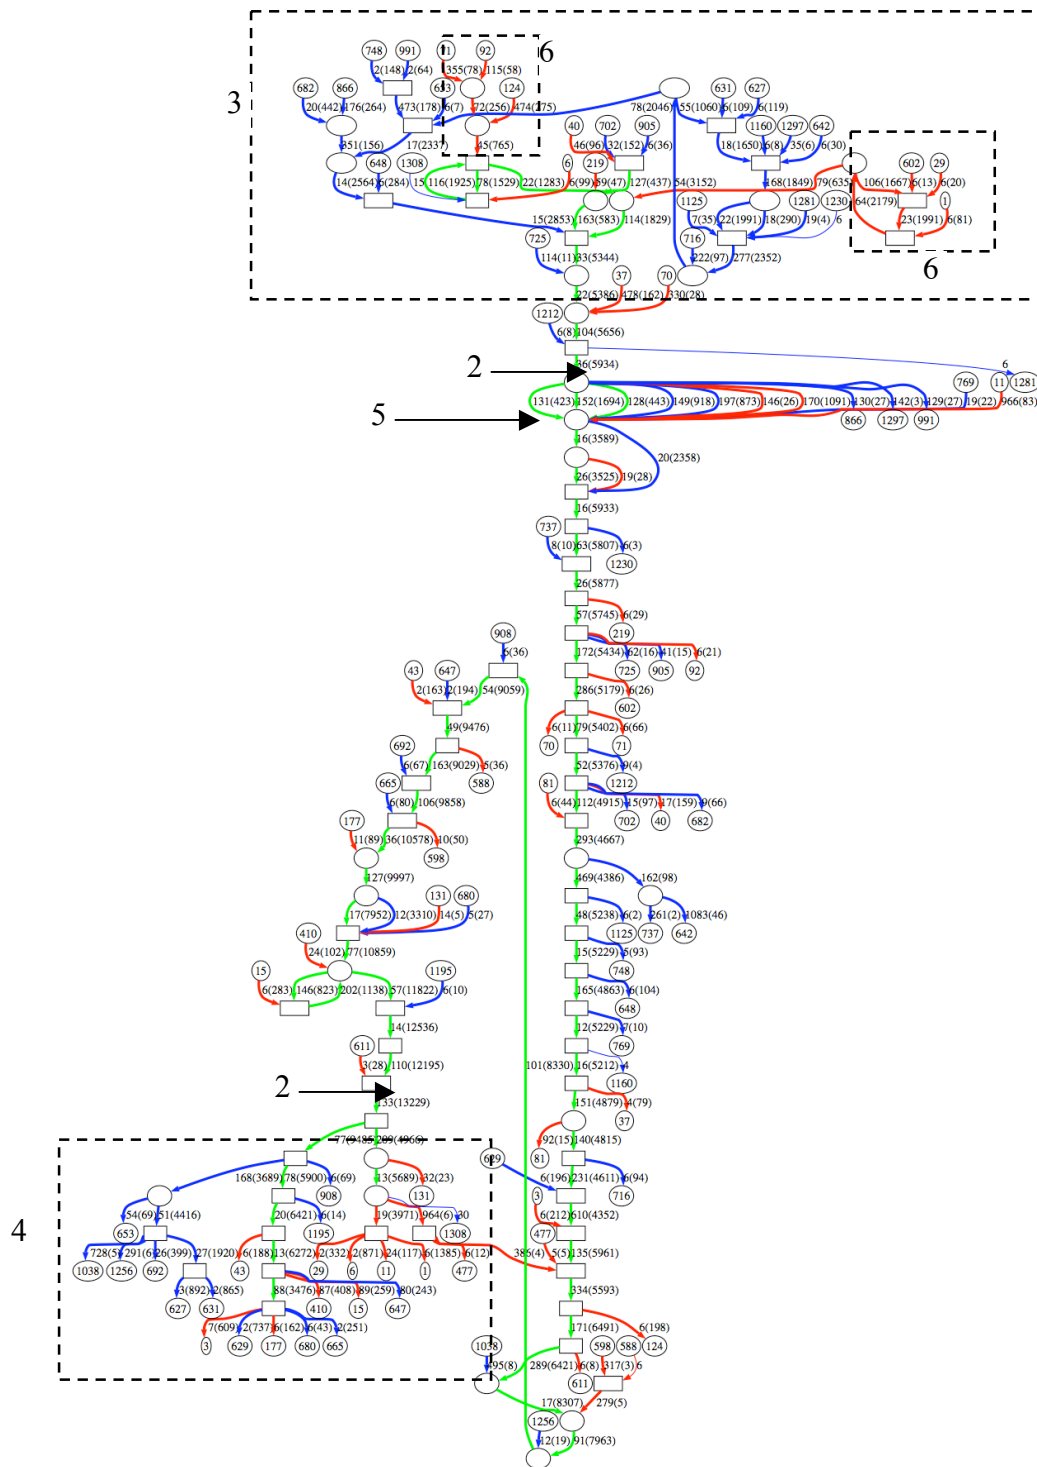 748 991 71 92 6
2(148) 2(64) 355(78) 115(58)
682 866 653 124 631 627
3
20(442) 176(264) 473(178) 6(7) 72(256) 474(275) 78(2046) 55(1060) 6(109) 6(119)
40 702 905 1160 1297 642
351(156) 17(2337) 45(765) 46(96) 32(152) 6(36) 18(1650) 6(8) 35(6) 6(30)
648 1308 6 219 602 29
14(2564) 6(284) 15 116(1925) 78(1529) 22(1283) 6(99) 59(47) 127(437) 54(3152) 168(1849) 79(635) 106(1667) 6(13) 6(20)
1125 1281 1230 1
64(2179)
15(2853) 163(583) 114(1829) 7(35) 22(1991) 18(290) 19(4) 6 23(1991) 6(81)
725 716
114(11) 33(5344) 222(97) 277(2352)
6
37 70
22(5386) 478(162) 330(28)
1212
6(8) 104(5656)
36(5934) 6
2
769 11 1281
131(423) 152(1694) 128(443) 149(918) 197(873) 146(26) 170(1091) 130(27) 142(3) 129(27) 19(22) 966(83)
5
866 1297 991
16(3589)
20(2358)
26(3525) 19(28)
16(5933)
737
8(10) 63(5807) 6(3)
1230
26(5877)
57(5745) 6(29)
908 219
6(36) 172(5434) 62(16) 41(15) 6(21)
43 647 725 905 92
2(163) 2(194) 54(9059) 286(5179) 6(26)
602
49(9476) 6(11) 79(5402) 6(66)
692 70 71
6(67) 163(9029) 5(36) 52(5376) 9(4)
665 588 81 1212
6(80) 106(9858) 6(44) 112(4915) 15(97) 17(159) 9(66)
177 702 40 682
11(89) 36(10578) 10(50) 293(4667)
598
127(9997) 469(4386) 162(98)
131 680
17(7952) 12(3310) 14(5) 5(27) 48(5238) 6(2) 261(2) 1083(46)
410 1125 737 642
24(102) 77(10859) 15(5229) 5(93)
15 1195 748
6(283) 146(823) 202(1138) 57(11822) 6(10) 165(4863) 6(104)
648
14(12536) 12(5229) 7(10)
611 769
3(28) 110(12195) 101(8330) 16(5212) 4
2 1160
133(13229) 151(4879) 4(79)
37
77(9485) 289(4966) 92(15) 140(4815)
629 81
168(3689) 78(5900) 6(69) 13(5689) 32(23) 6(196) 231(4611) 6(94)
908 131 3 716
4
54(69) 51(4416) 20(6421) 6(14) 19(3971) 964(6) 30 6(212) 610(4352)
653 1195 1308 477
728(5) 291(6) 26(399) 27(1920) 6(188) 13(6272) 2(332) 2(871) 24(117) 6(1385) 6(12) 386(4) 5(5) 135(5961)
1038 1256 692 43 29 6 11 1 477
3(892) 2(865) 88(3476) 87(408) 89(259) 80(243) 334(5593)
627 631 410 15 647
7(609) 2(737) 6(162) 6(43) 2(251) 171(6491) 6(198)
3 629 177 680 665 1038 598 588 124
95(8) 289(6421) 6(8) 317(3) 6
611
17(8307) 279(5)
1256
12(19) 91(7963)